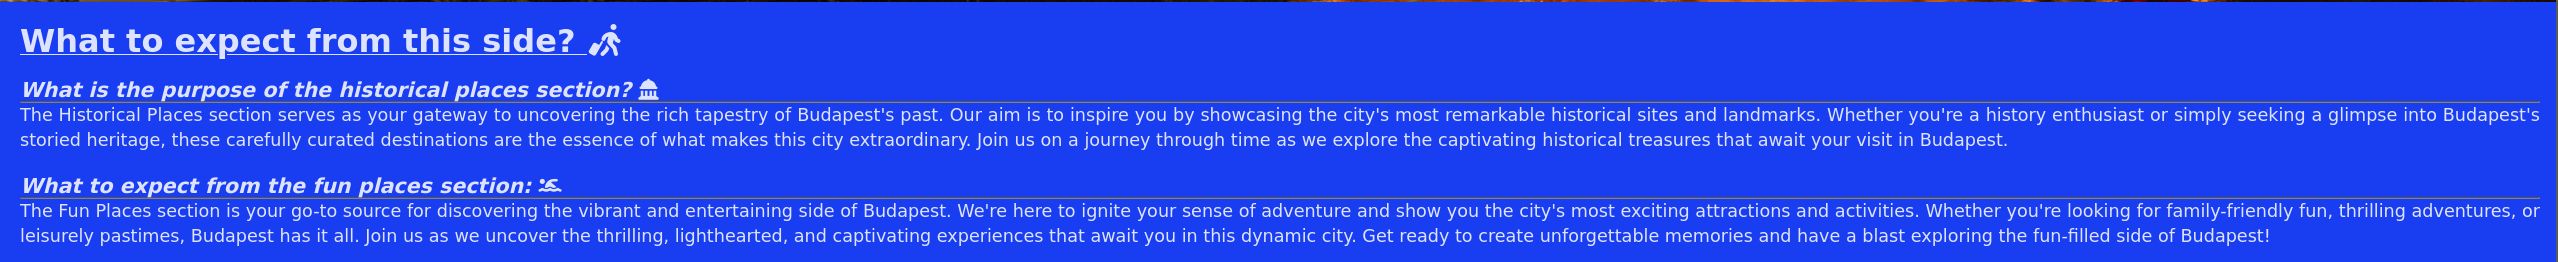 What to expect from this side?
What is the purpose of the historical places section?
The Historical Places section serves as your gateway to uncovering the rich tapestry of Budapest's past. Our aim is to inspire you by showcasing the city's most remarkable historical sites and landmarks. Whether you're a history enthusiast or simply seeking a glimpse into Budapest's
storied heritage, these carefully curated destinations are the essence of what makes this city extraordinary. Join us on a journey through time as we explore the captivating historical treasures that await your visit in Budapest.
What to expect from the fun places section:
The Fun Places section is your go-to source for discovering the vibrant and entertaining side of Budapest. We're here to ignite your sense of adventure and show you the city's most exciting attractions and activities. Whether you're looking for family-friendly fun, thrilling adventures, or
leisurely pastimes, Budapest has it all. Join us as we uncover the thrilling, lighthearted, and captivating experiences that await you in this dynamic city. Get ready to create unforgettable memories and have a blast exploring the fun-filled side of Budapest!